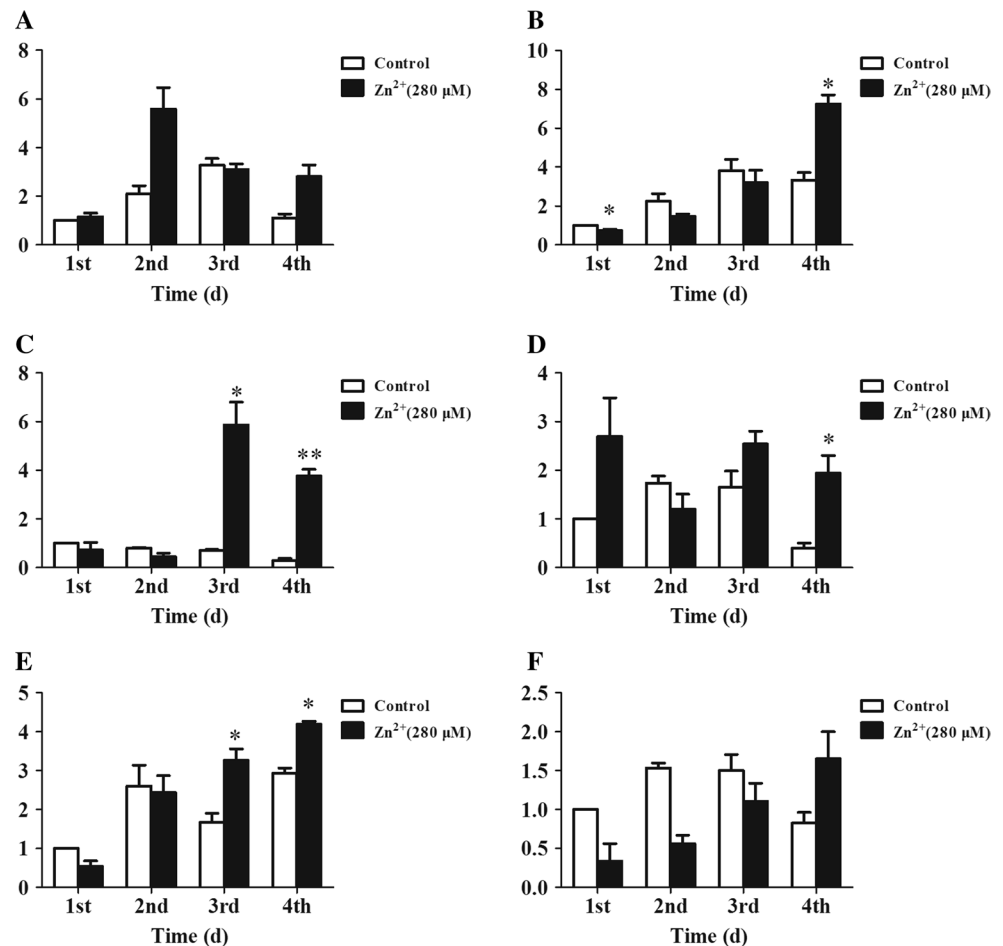 A
8
6
4
2
0
1st 2nd 3rd 4th
Time (d)
Control
Zn²⁺(280 μM)
B
10
8
6
4
2
0
*
*
1st 2nd 3rd 4th
Time (d)
Control
Zn²⁺(280 μM)
C
8
6
4
2
0
*
**
1st 2nd 3rd 4th
Time (d)
Control
Zn²⁺(280 μM)
D
4
3
2
1
0
*
1st 2nd 3rd 4th
Time (d)
Control
Zn²⁺(280 μM)
E
5
4
3
2
1
0
*
*
1st 2nd 3rd 4th
Time (d)
Control
Zn²⁺(280 μM)
F
2.5
2.0
1.5
1.0
0.5
0.0
1st 2nd 3rd 4th
Time (d)
Control
Zn²⁺(280 μM)